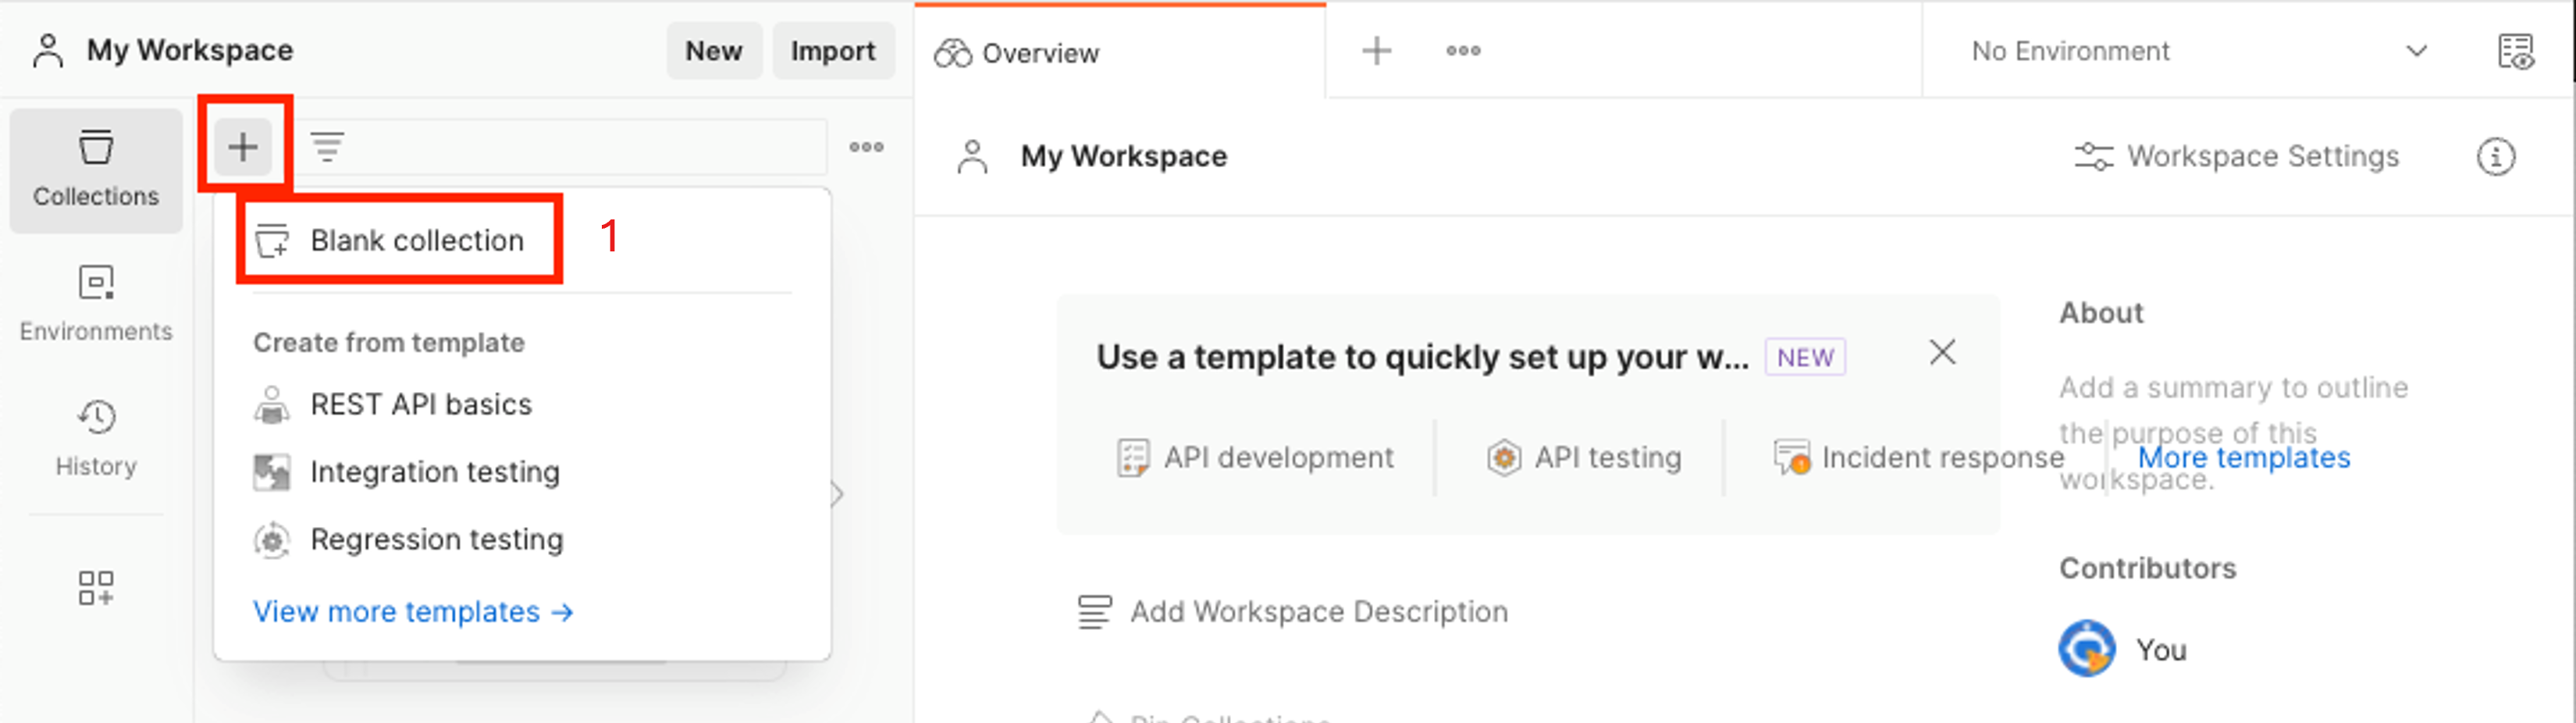 My Workspace
New
Import
Overview
No Environment
Collections
Environments
History
Blank collection
1
Create from template
REST API basics
Integration testing
Regression testing
View more templates →
My Workspace
Workspace Settings
Use a template to quickly set up your w...
NEW
API development
API testing
Incident response
More templates
Add Workspace Description
Pin Collections
About
Add a summary to outline
the purpose of this
workspace.
Contributors
You